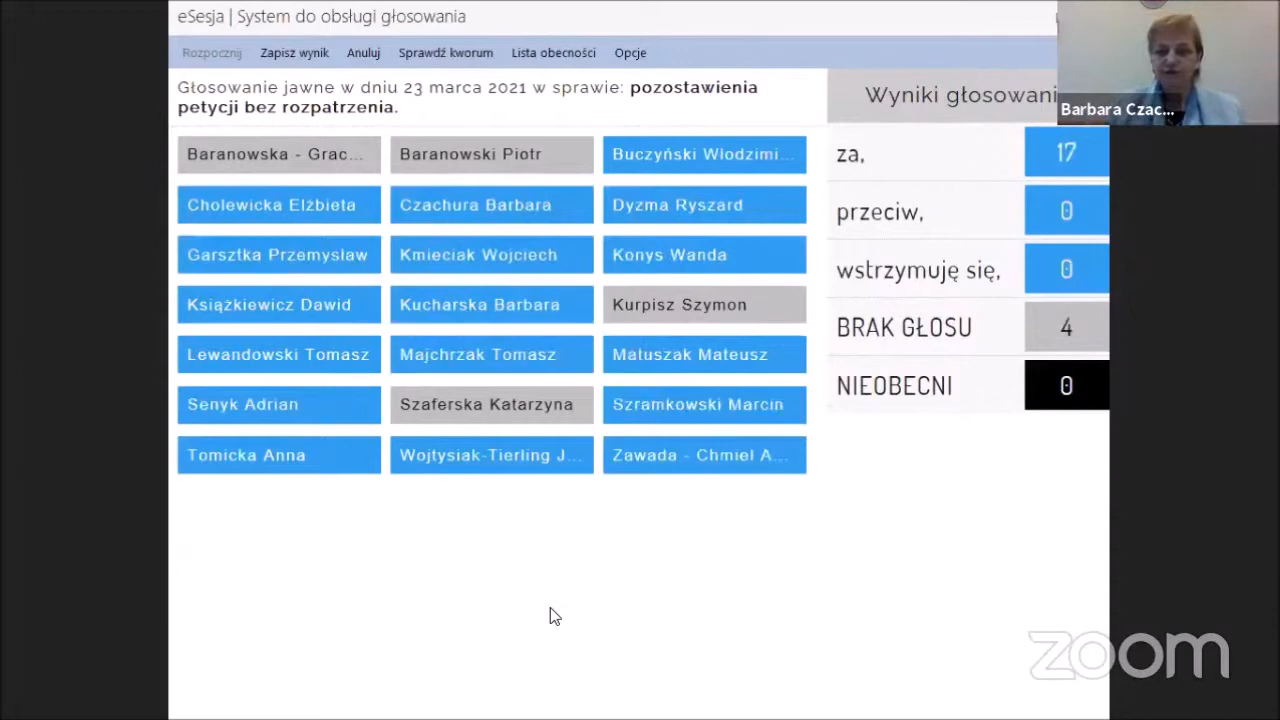 eSesja | System do obsługi głosowania
Rozpocznij Zapisz wynik Anuluj Sprawdź kworum Lista obecności Opcje
Głosowanie jawne w dniu 23 marca 2021 w sprawie: pozostawienia
petycji bez rozpatrzenia.
Baranowska - Grac... Baranowski Piotr Buczyński Włodzimi...
Cholewicka Elżbieta Czachura Barbara Dyzma Ryszard
Garsztka Przemysław Kmieciak Wojciech Konys Wanda
Książkiewicz Dawid Kucharska Barbara Kurpisz Szymon
Lewandowski Tomasz Majchrzak Tomasz Matuszak Mateusz
Senyk Adrian Szaferska Katarzyna Szramkowski Marcin
Tomicka Anna Wojtysiak-Tierling J... Zawada - Chmiel A...
Wyniki głosowani
za, 17
przeciw, 0
wstrzymuję się, 0
BRAK GŁOSU 4
NIEOBECNI 0
Barbara Czac...
zoom